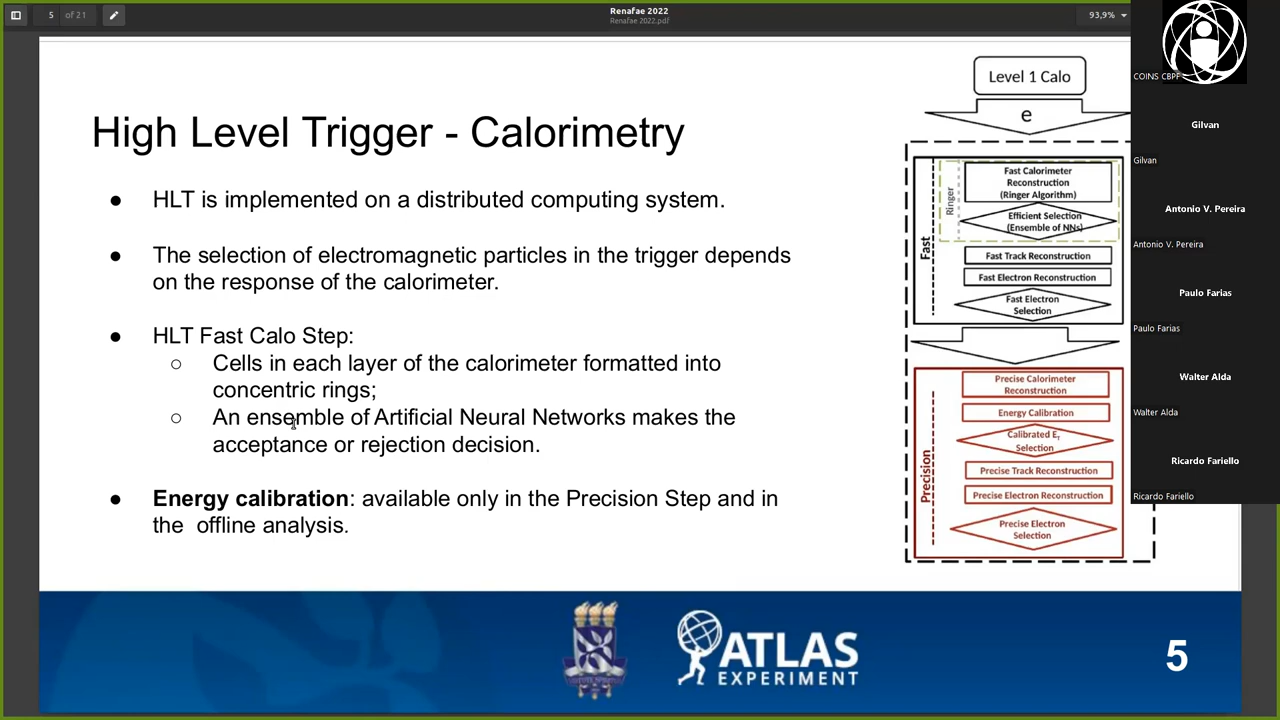 5 of 21
Renafae 2022
Renafae 2022.pdf
93,9%
High Level Trigger - Calorimetry
● HLT is implemented on a distributed computing system.
● The selection of electromagnetic particles in the trigger depends
on the response of the calorimeter.
● HLT Fast Calo Step:
○ Cells in each layer of the calorimeter formatted into
concentric rings;
○ An ensemble of Artificial Neural Networks makes the
acceptance or rejection decision.
● Energy calibration: available only in the Precision Step and in
the offline analysis.
Level 1 Calo
e
Fast
Ringer
Fast Calorimeter
Reconstruction
(Ringer Algorithm)
Efficient Selection
(Ensemble of NNs)
Fast Track Reconstruction
Fast Electron Reconstruction
Fast Electron
Selection
Precision
Precise Calorimeter
Reconstruction
Energy Calibration
Calibrated ET
Selection
Precise Track Reconstruction
Precise Electron Reconstruction
Precise Electron
Selection
COINS CBPF
Gilvan
Gilvan
Antonio V. Pereira
Antonio V. Pereira
Paulo Farias
Paulo Farias
Walter Alda
Walter Alda
Ricardo Fariello
Ricardo Fariello
ATLAS
EXPERIMENT
5